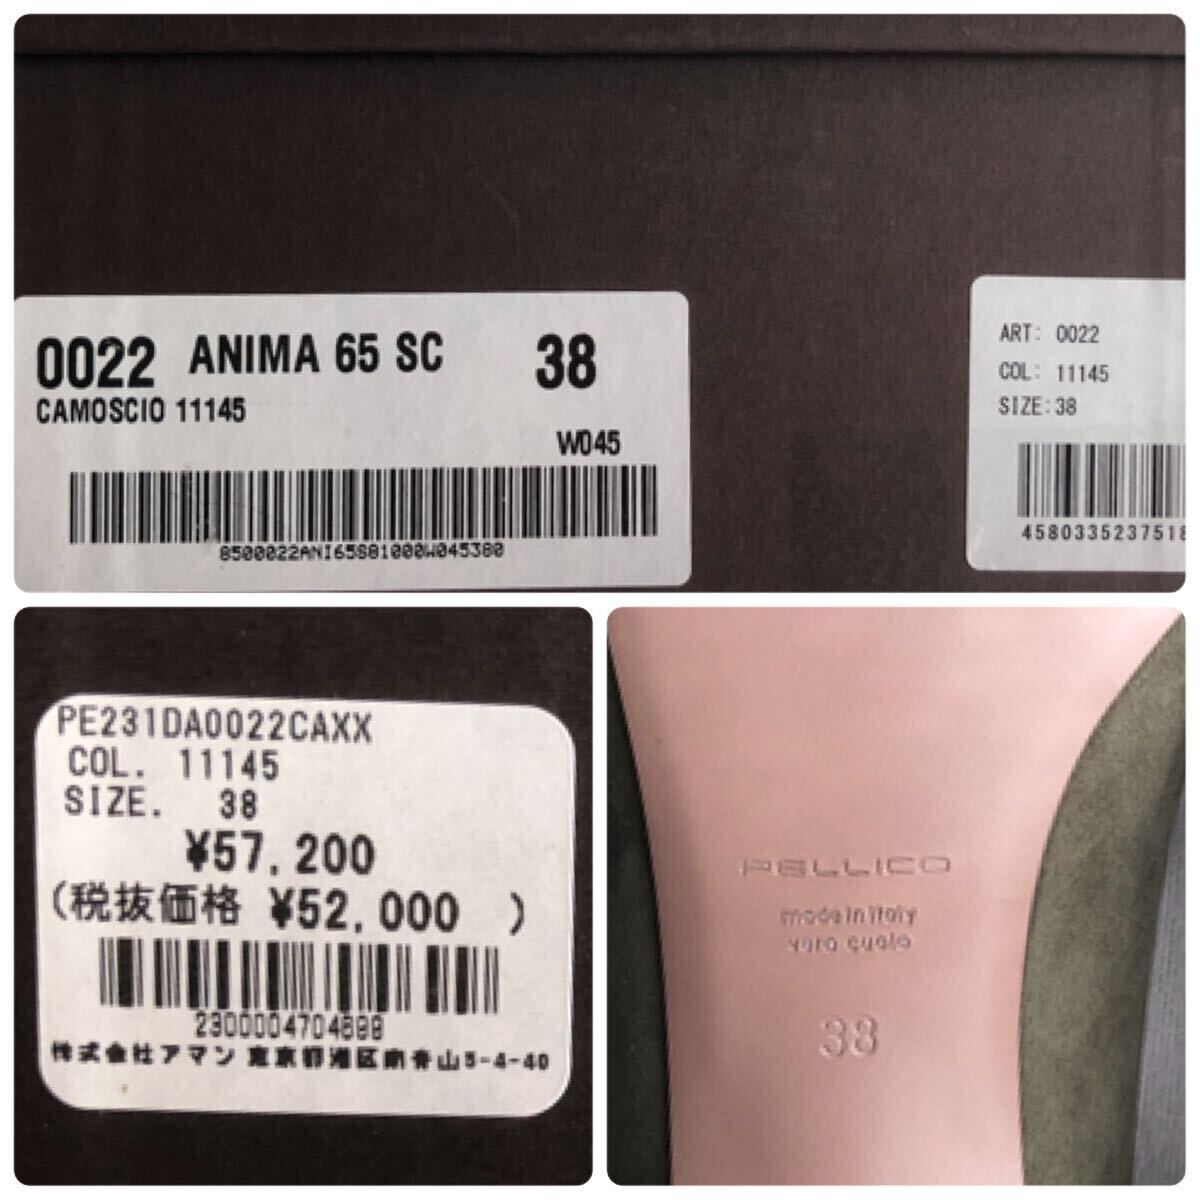 0022 ANIMA 65 SC 38
CAMOSCIO 11145
W045
8500022ANI65S81000W045380
ART: 0022
COL: 11145
SIZE:38
4580335237518
PE231DA0022CAXX
COL. 11145
SIZE. 38
¥57,200
(税抜価格 ¥52,000 )
2300004704898
株式会社アマン 東京都港区南青山5-4-40
PELLICO
made in italy
vero cuoio
38